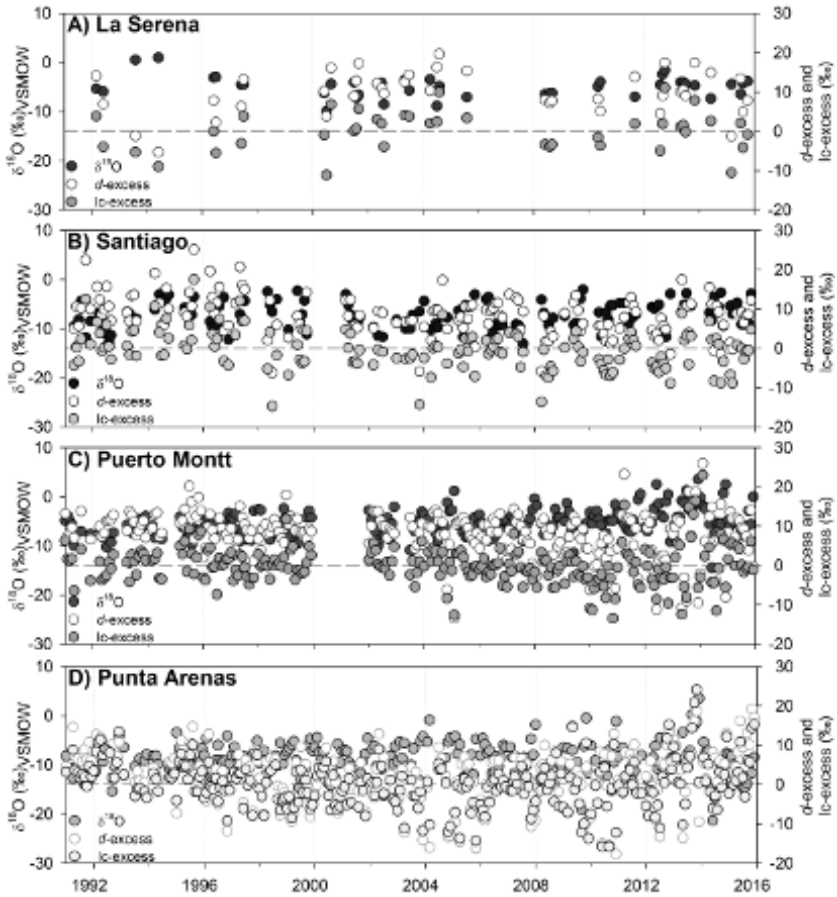 A) La Serena
10
0
-10
-20
-30
δ¹⁸O (‰)VSMOW
30
20
10
0
-10
-20
d-excess and
lc-excess (‰)
δ¹⁸O
d-excess
lc-excess
B) Santiago
10
0
-10
-20
-30
δ¹⁸O (‰)VSMOW
30
20
10
0
-10
-20
d-excess and
lc-excess (‰)
δ¹⁸O
d-excess
lc-excess
C) Puerto Montt
10
0
-10
-20
-30
δ¹⁸O (‰)VSMOW
30
20
10
0
-10
-20
d-excess and
lc-excess (‰)
δ¹⁸O
d-excess
lc-excess
D) Punta Arenas
10
0
-10
-20
-30
δ¹⁸O (‰)VSMOW
30
20
10
0
-10
-20
d-excess and
lc-excess (‰)
δ¹⁸O
d-excess
lc-excess
1992 1996 2000 2004 2008 2012 2016